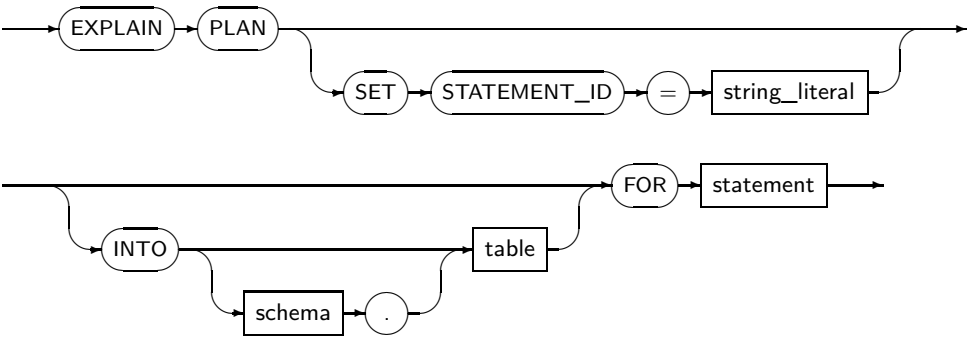 EXPLAIN PLAN
SET STATEMENT_ID = string_literal
FOR statement
INTO table
schema .